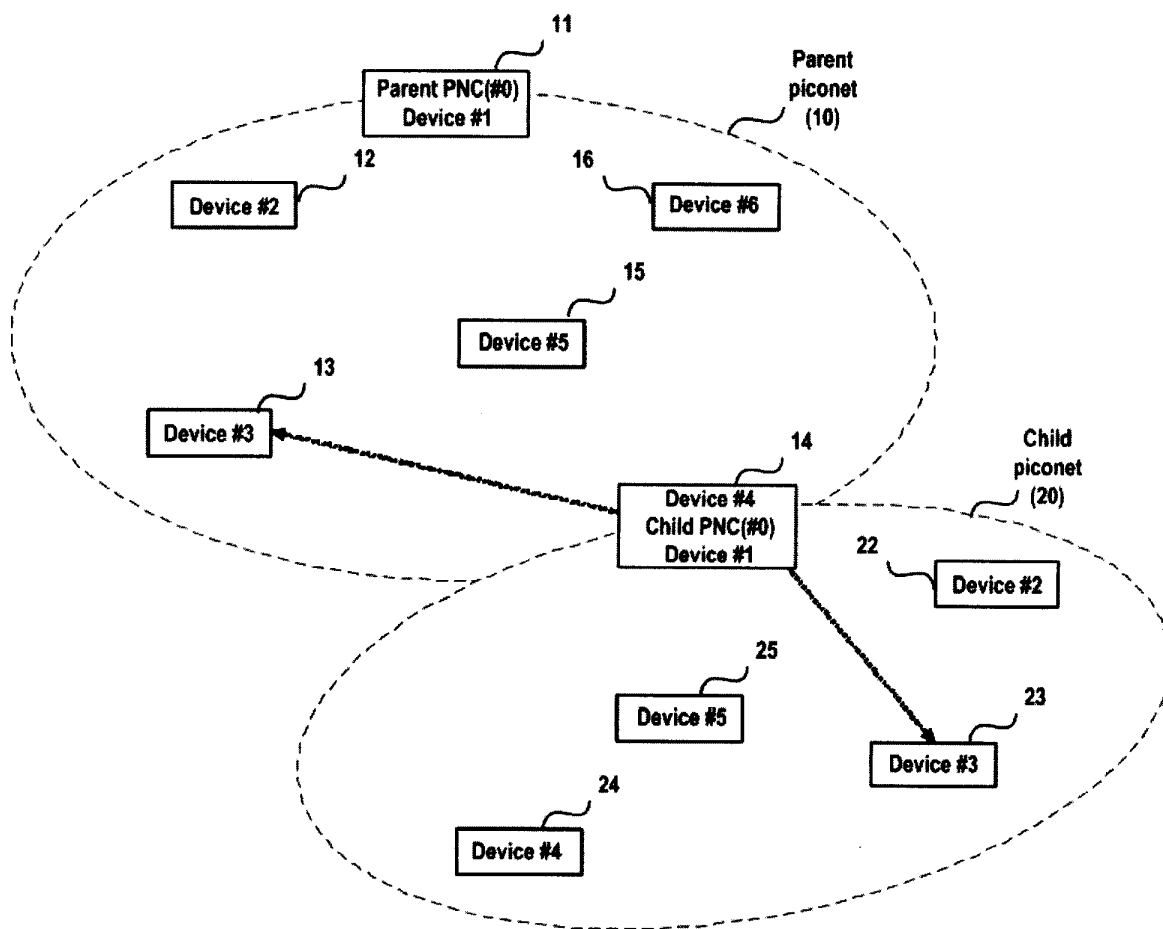 11
Parent PNC(#0)
Device #1
Parent
piconet
(10)
12
Device #2
16
Device #6
15
Device #5
13
Device #3
14
Device #4
Child PNC(#0)
Device #1
Child
piconet
(20)
22
Device #2
25
Device #5
23
Device #3
24
Device #4